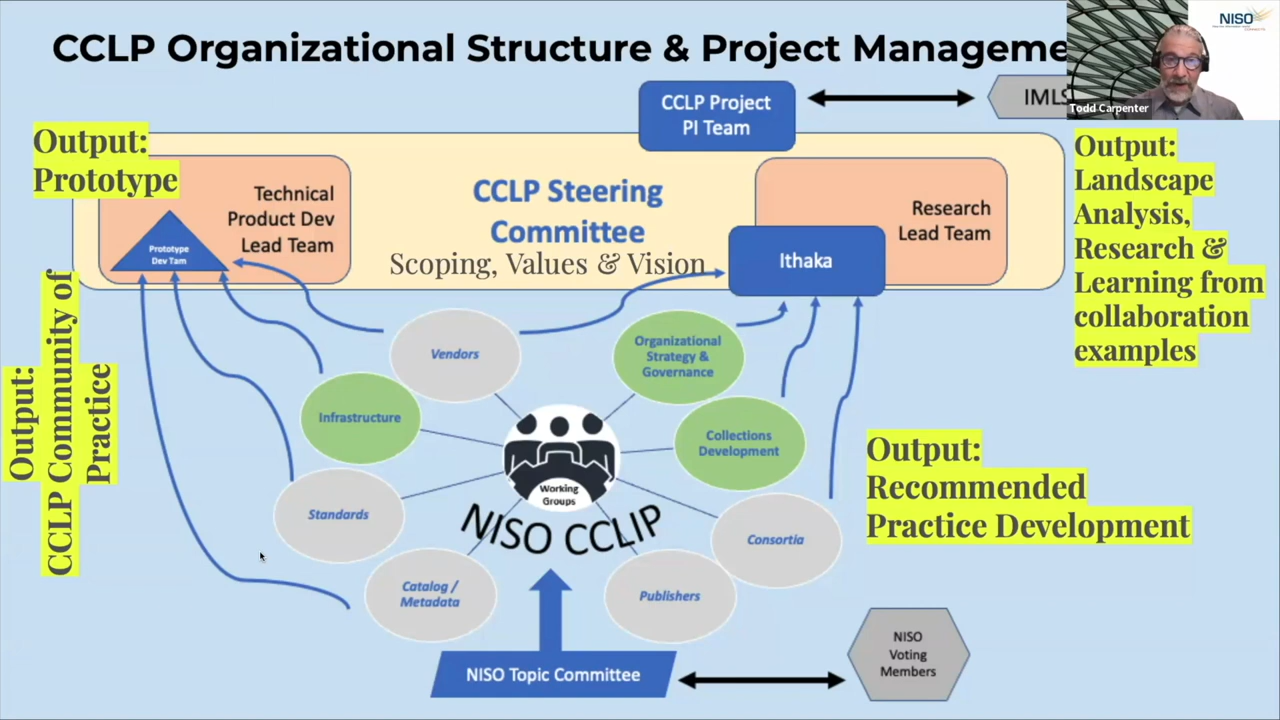 CCLP Organizational Structure & Project Manageme
NISO
Todd Carpenter
CCLP Project
PI Team
IMLS
Output:
Prototype
Technical
Product Dev
Lead Team
Prototype
Dev Tam
CCLP Steering
Committee
Scoping, Values & Vision
Research
Lead Team
Ithaka
Output:
Landscape
Analysis,
Research &
Learning from
collaboration
examples
Output:
CCLP Community of
Practice
Vendors
Organizational
Strategy &
Governance
Infrastructure
Collections
Development
Working
Groups
NISO CCLIP
Standards
Consortia
Catalog /
Metadata
Publishers
Output:
Recommended
Practice Development
NISO Topic Committee
NISO
Voting
Members